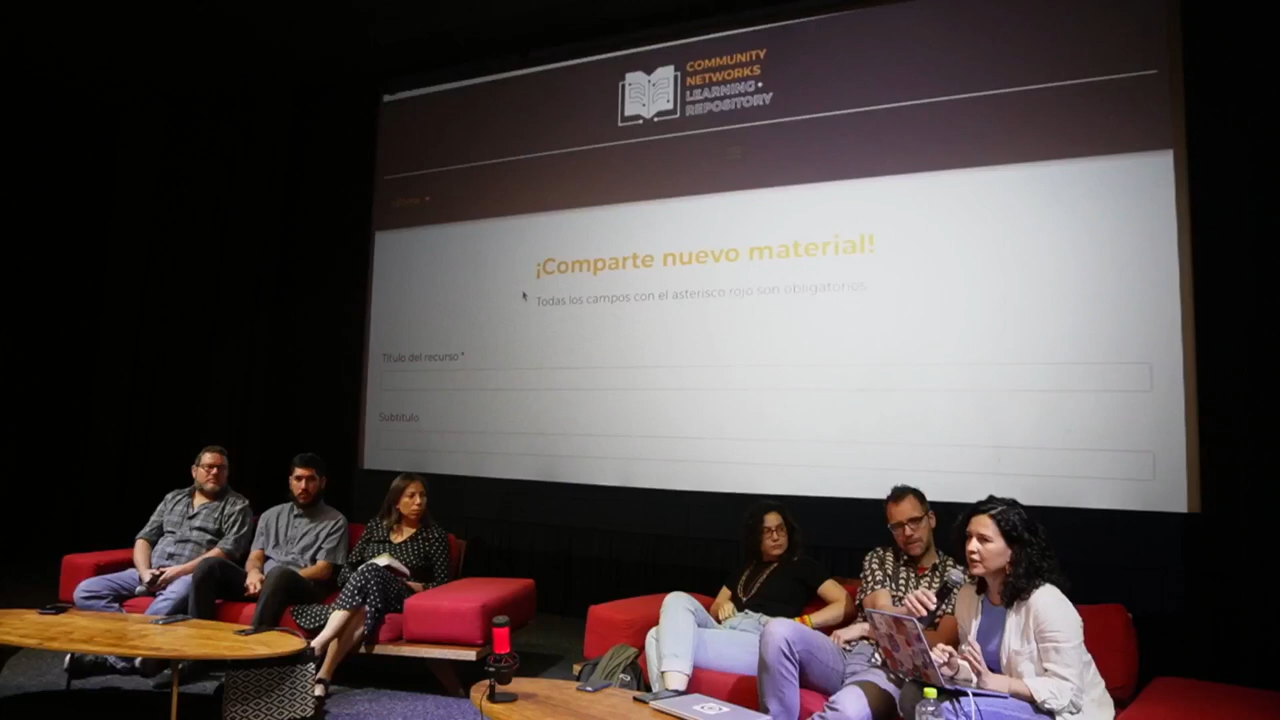 COMMUNITY
NETWORKS
LEARNING
REPOSITORY
¡Comparte nuevo material!
Todas los campos con el asterisco rojo son obligatorios
Título del recurso *
Subtítulo